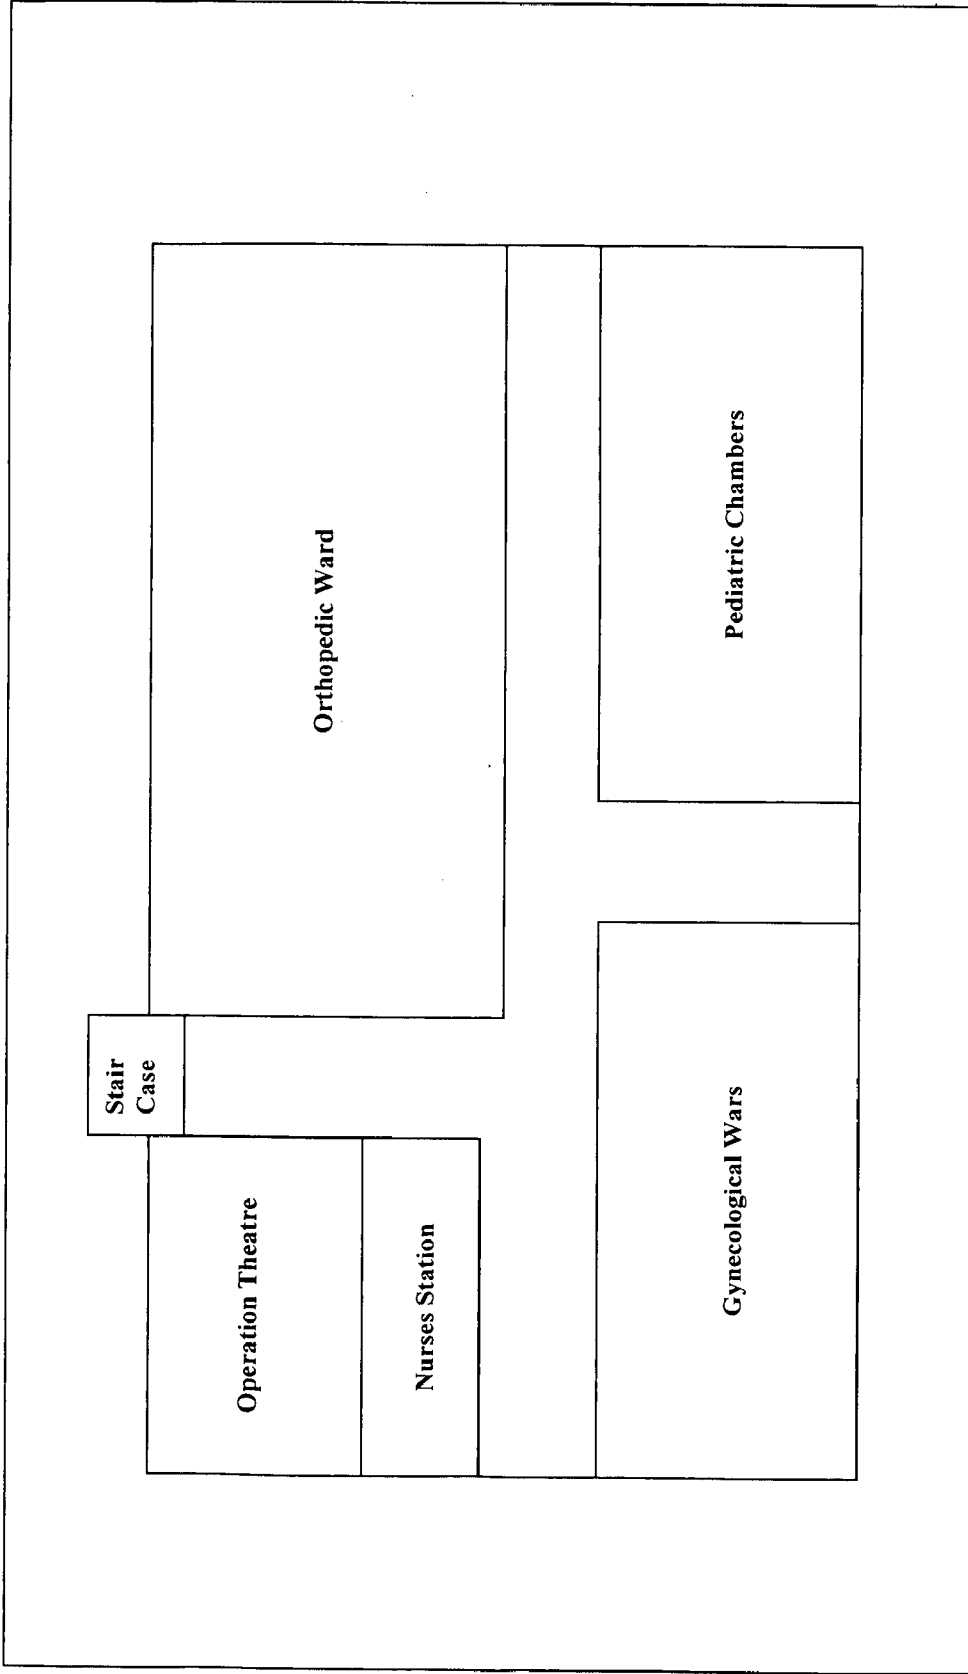 Stair
Case
Operation Theatre
Orthopedic Ward
Nurses Station
Gynecological Wars
Pediatric Chambers